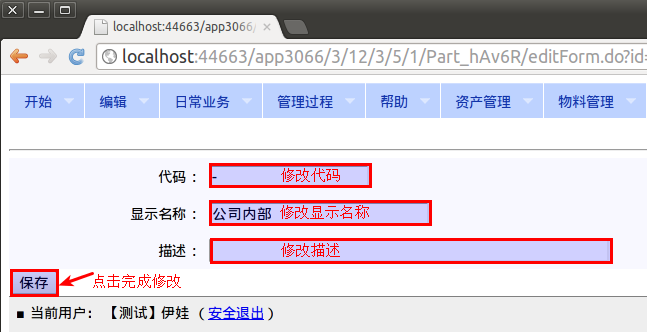 localhost:44663/app3066/
localhost:44663/app3066/3/12/3/5/1/Part_hAv6R/editForm.do?id=
开始 编辑 日常业务 管理过程 帮助 资产管理 物料管理
代码： - 修改代码
显示名称： 公司内部 修改显示名称
描述： 修改描述
保存 点击完成修改
■ 当前用户: 【测试】伊娃 (安全退出)